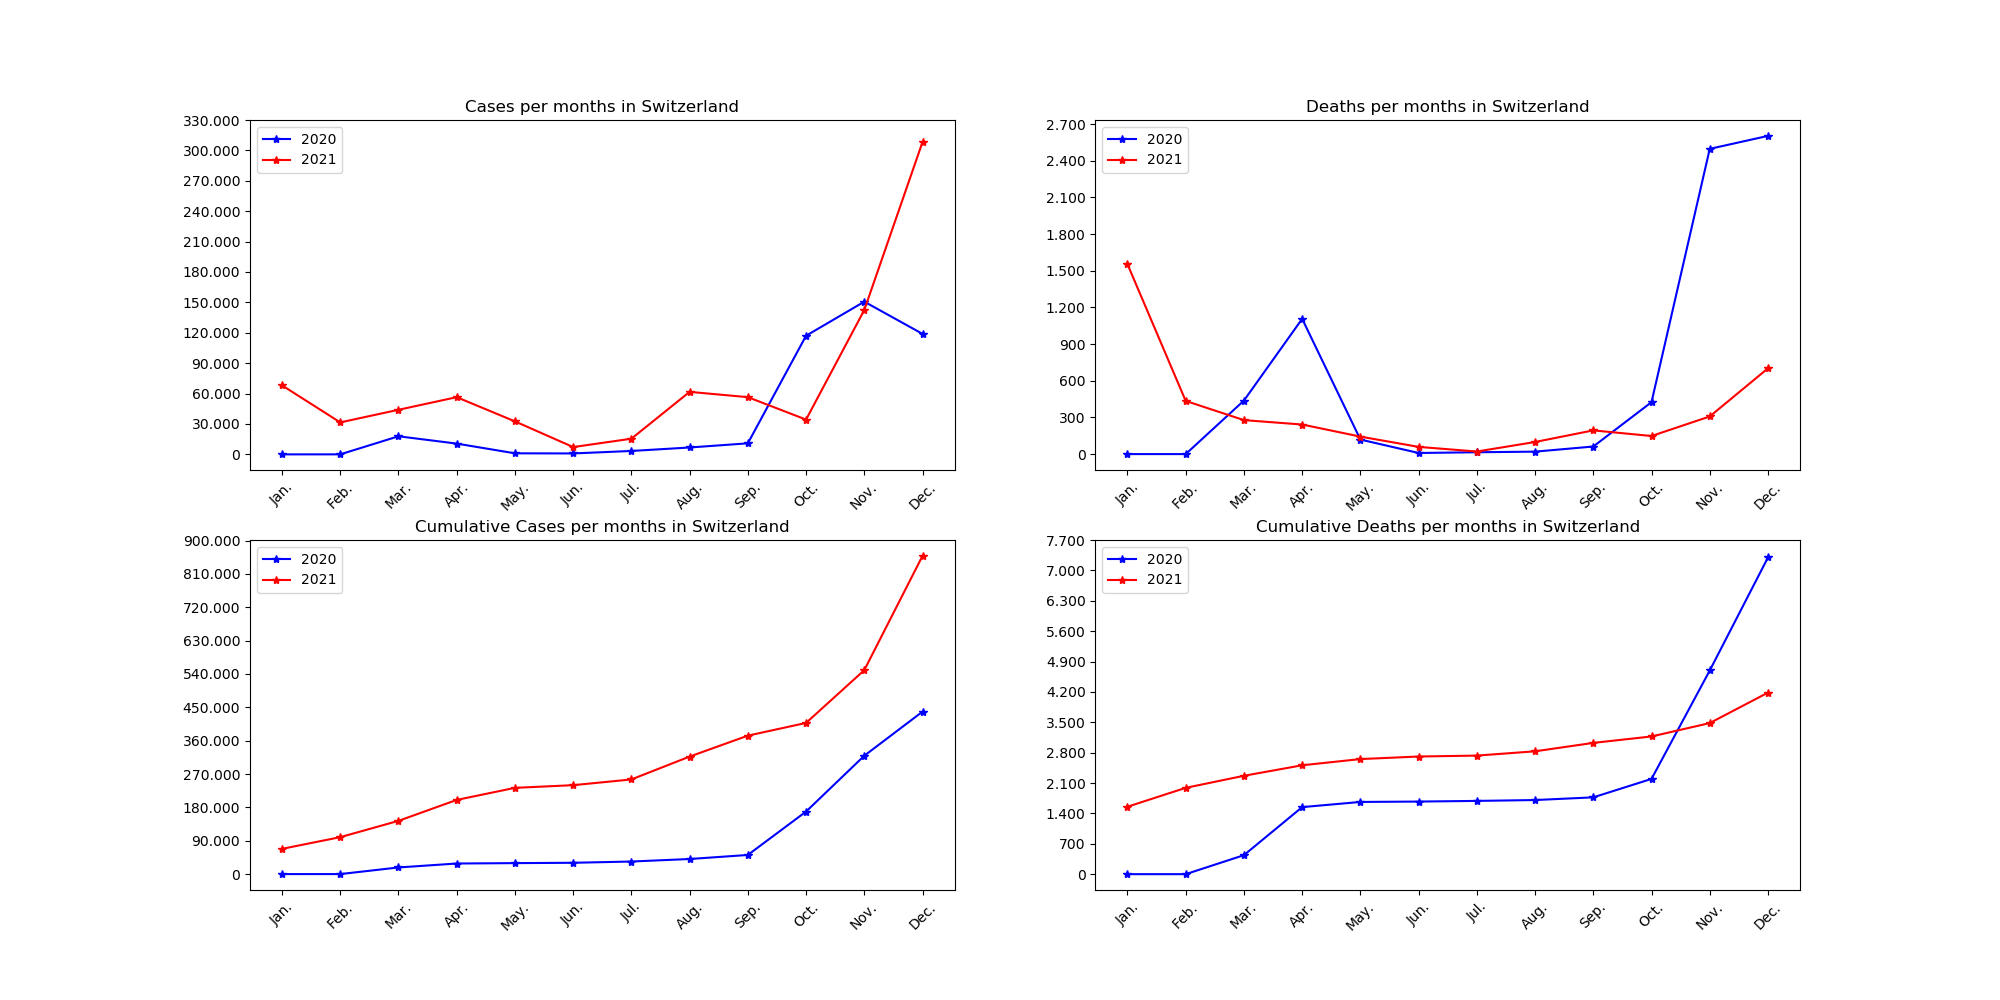 Cases per months in Switzerland
330.000
300.000
270.000
240.000
210.000
180.000
150.000
120.000
90.000
60.000
30.000
0
2020
2021
Jan.
Feb.
Mar.
Apr.
May.
Jun.
Jul.
Aug.
Sep.
Oct.
Nov.
Dec.
Deaths per months in Switzerland
2.700
2.400
2.100
1.800
1.500
1.200
900
600
300
0
2020
2021
Jan.
Feb.
Mar.
Apr.
May.
Jun.
Jul.
Aug.
Sep.
Oct.
Nov.
Dec.
Cumulative Cases per months in Switzerland
900.000
810.000
720.000
630.000
540.000
450.000
360.000
270.000
180.000
90.000
0
2020
2021
Jan.
Feb.
Mar.
Apr.
May.
Jun.
Jul.
Aug.
Sep.
Oct.
Nov.
Dec.
Cumulative Deaths per months in Switzerland
7.700
7.000
6.300
5.600
4.900
4.200
3.500
2.800
2.100
1.400
700
0
2020
2021
Jan.
Feb.
Mar.
Apr.
May.
Jun.
Jul.
Aug.
Sep.
Oct.
Nov.
Dec.